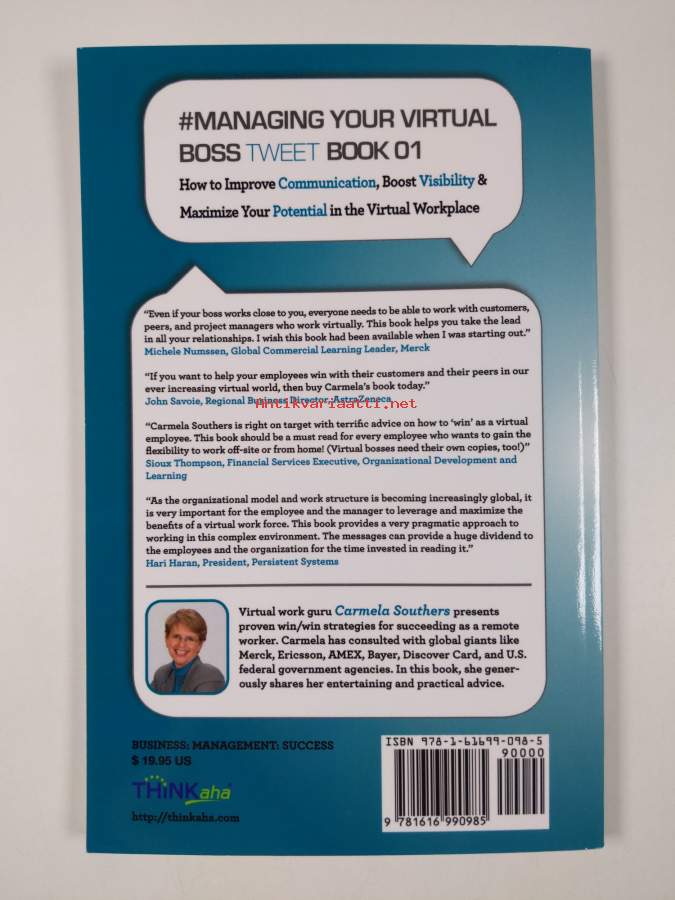 #MANAGING YOUR VIRTUAL
BOSS TWEET BOOK 01
How to Improve Communication, Boost Visibility &
Maximize Your Potential in the Virtual Workplace
“Even if your boss works close to you, everyone needs to be able to work with customers,
peers, and project managers who work virtually. This book helps you take the lead
in all your relationships. I wish this book had been available when I was starting out.”
Michele Numssen, Global Commercial Learning Leader, Merck
“If you want to help your employees win with their customers and their peers in our
ever increasing virtual world, then buy Carmela’s book today.”
John Savoie, Regional Business Director, AstraZeneca
Antikvariaatti.net
“Carmela Southers is right on target with terrific advice on how to ‘win’ as a virtual
employee. This book should be a must read for every employee who wants to gain the
flexibility to work off-site or from home! (Virtual bosses need their own copies, too!)”
Sioux Thompson, Financial Services Executive, Organizational Development and
Learning
“As the organizational model and work structure is becoming increasingly global, it
is very important for the employee and the manager to leverage and maximize the
benefits of a virtual work force. This book provides a very pragmatic approach to
working in this complex environment. The messages can provide a huge dividend to
the employees and the organization for the time invested in reading it.”
Hari Haran, President, Persistent Systems
Virtual work guru Carmela Southers presents
proven win/win strategies for succeeding as a remote
worker. Carmela has consulted with global giants like
Merck, Ericsson, AMEX, Bayer, Discover Card, and U.S.
federal government agencies. In this book, she gener-
ously shares her entertaining and practical advice.
BUSINESS: MANAGEMENT: SUCCESS
$ 19.95 US
THiNKaha®
http://thinkaha.com
ISBN 978-1-61699-098-5
90000
9 781616 990985